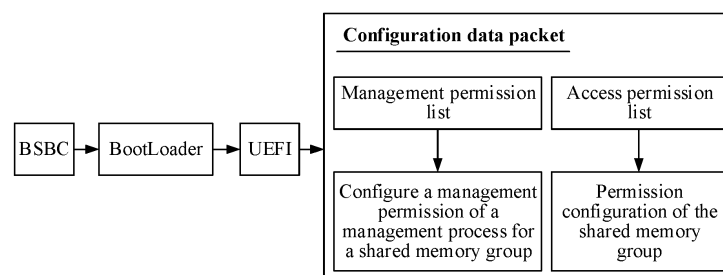 Configuration data packet
Management permission
list
Access permission
list
BSBC
BootLoader
UEFI
Configure a management
permission of a
management process for
a shared memory group
Permission
configuration of the
shared memory
group